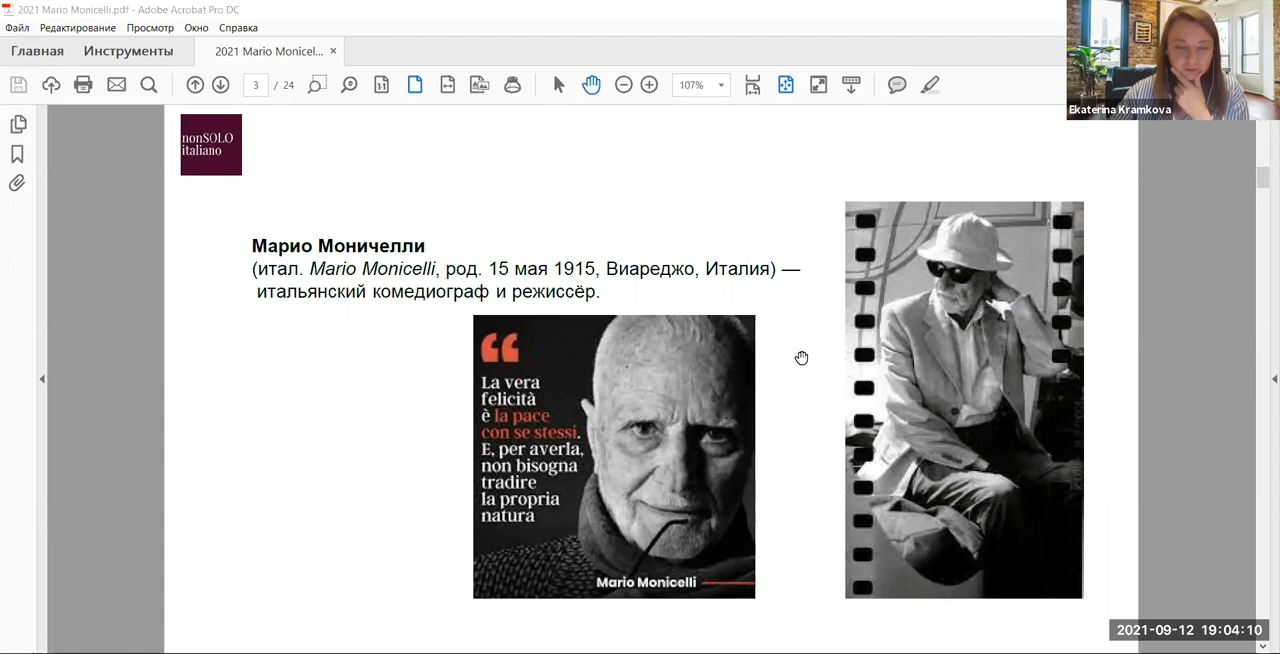 2021 Mario Monicelli.pdf - Adobe Acrobat Pro DC
Файл Редактирование Просмотр Окно Справка
Главная Инструменты 2021 Mario Monicel... ×
3 / 24 107%
Ekaterina Kramkova
nonSOLO
italiano
Марио Моничелли
(итал. Mario Monicelli, род. 15 мая 1915, Виареджо, Италия) —
итальянский комедиограф и режиссёр.
“
La vera
felicità
è la pace
con se stessi.
E, per averla,
non bisogna
tradire
la propria
natura
Mario Monicelli
2021-09-12 19:04:10